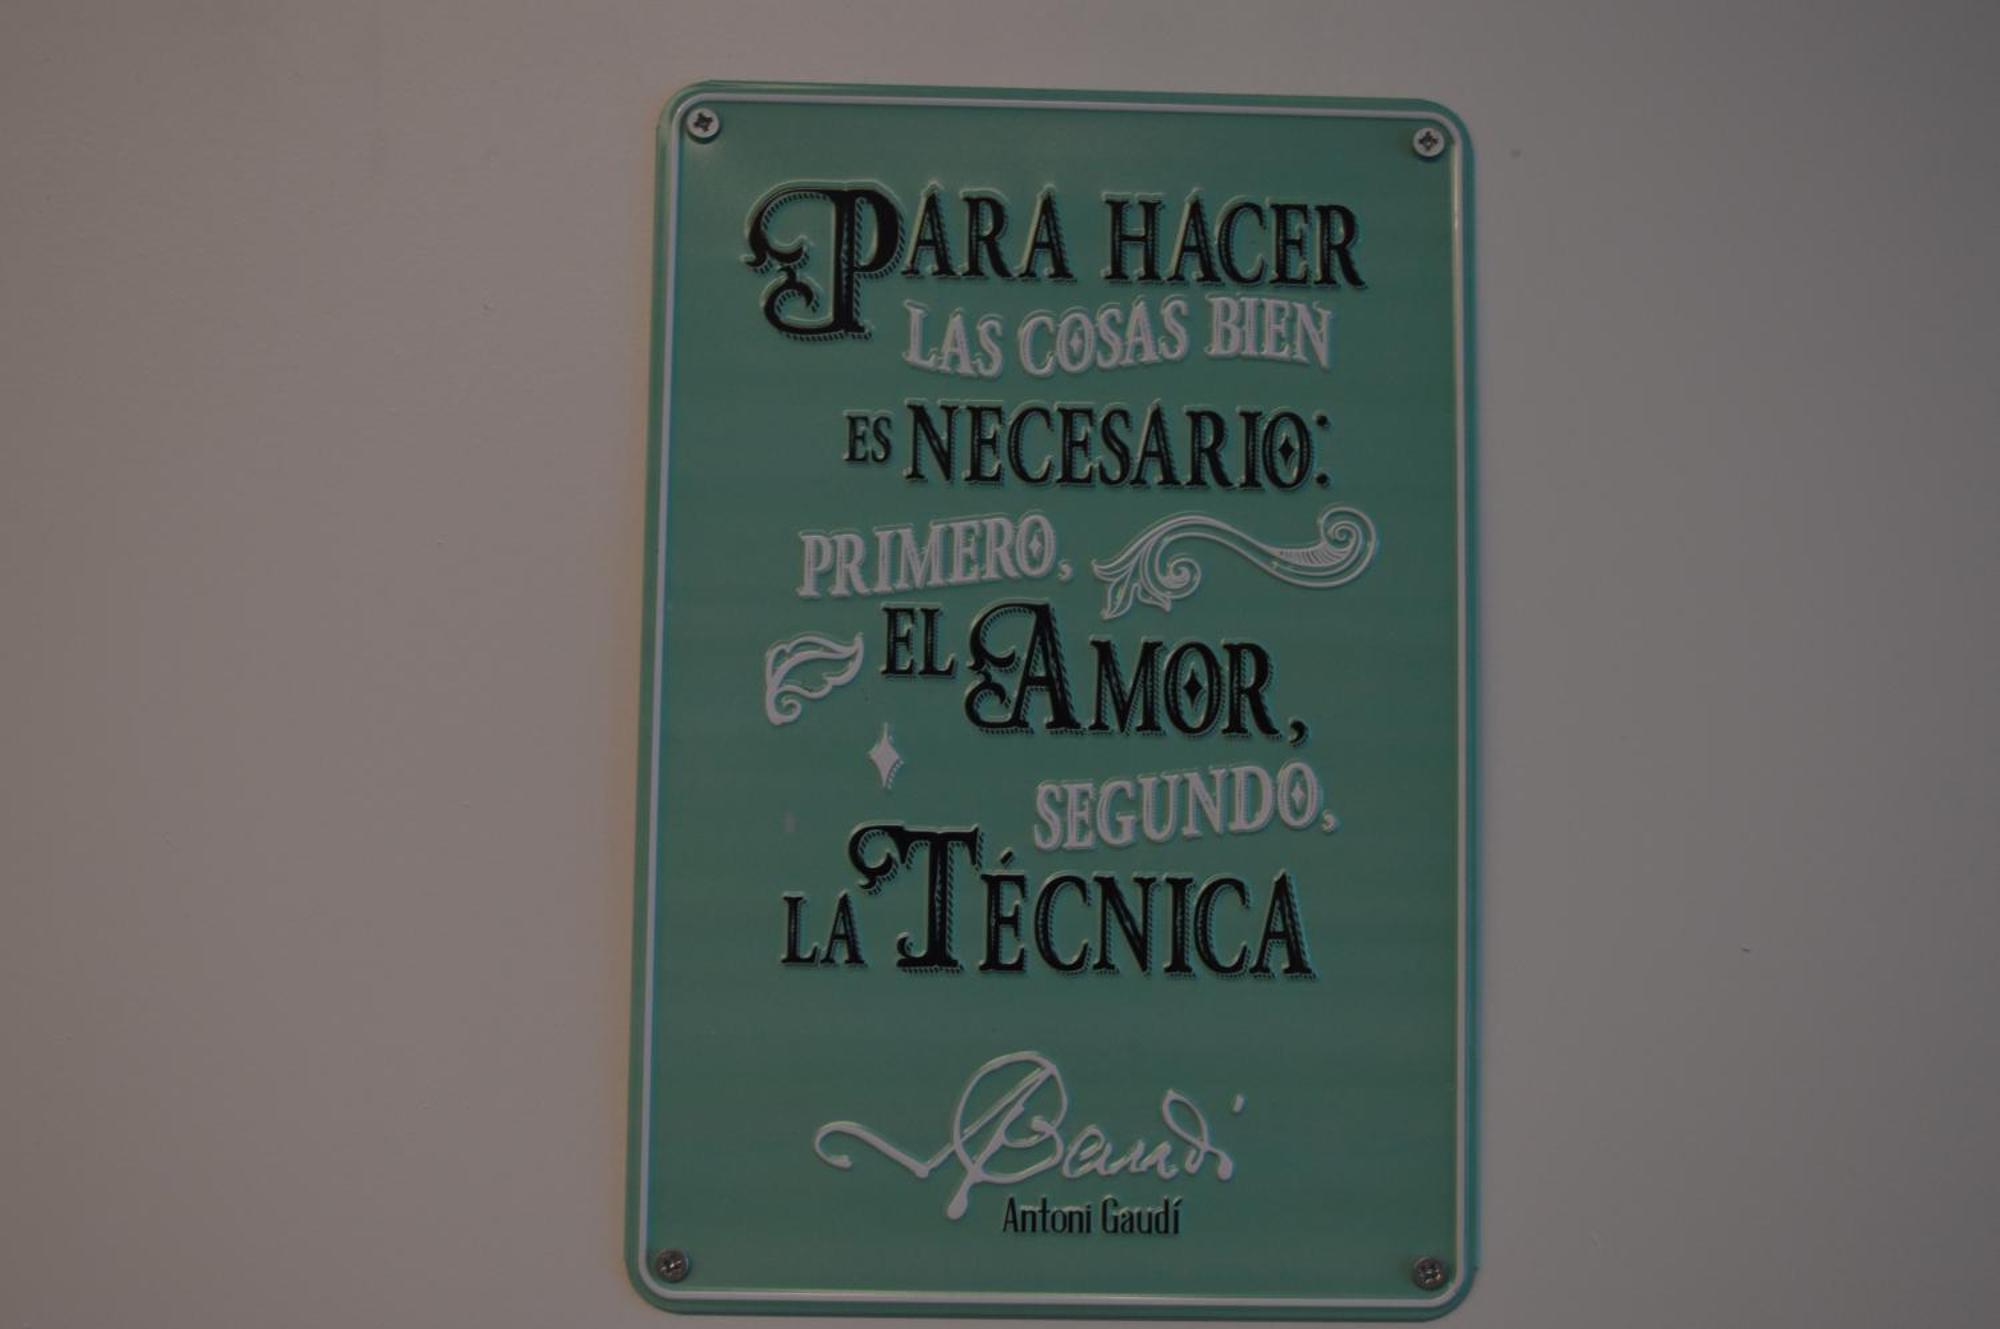 PARA HACER
LAS COSAS BIEN
ES NECESARIO:
PRIMERO,
EL AMOR,
SEGUNDO,
LA TÉCNICA
Gaudí
Antoni Gaudí